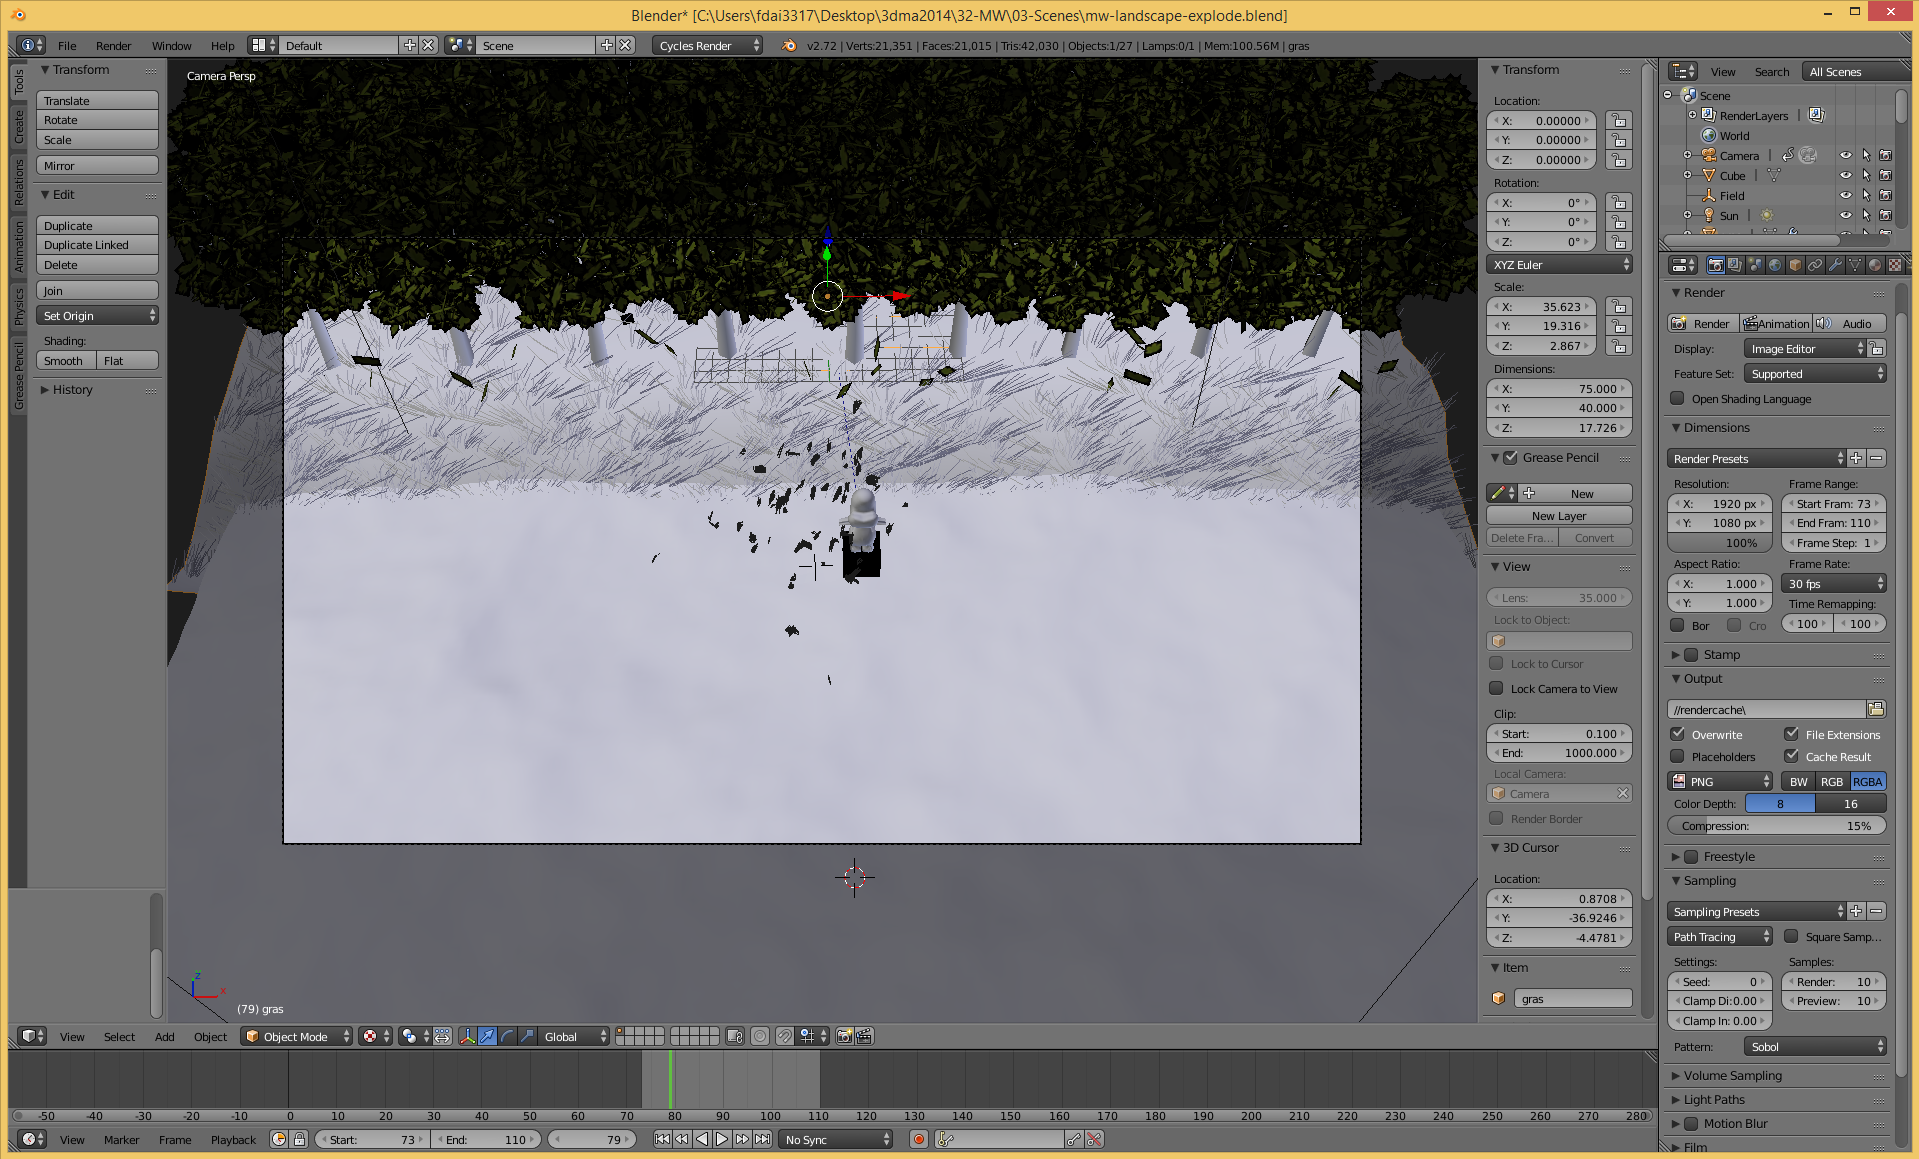 Blender* [C:\Users\fdai3317\Desktop\3dma2014\32-MW\03-Scenes\mw-landscape-explode.blend]
File Render Window Help Default Scene Cycles Render v2.72 | Verts:21,351 | Faces:21,015 | Tris:42,030 | Objects:1/27 | Lamps:0/1 | Mem:100.56M | gras
Tools
Create
Relations
Animation
Physics
Grease Pencil
Transform
Translate
Rotate
Scale
Mirror
Edit
Duplicate
Duplicate Linked
Delete
Join
Set Origin
Shading:
Smooth Flat
History
Camera Persp
(79) gras
Transform
Location:
X: 0.00000
Y: 0.00000
Z: 0.00000
Rotation:
X: 0°
Y: 0°
Z: 0°
XYZ Euler
Scale:
X: 35.623
Y: 19.316
Z: 2.867
Dimensions:
X: 75.000
Y: 40.000
Z: 17.726
Grease Pencil
New
New Layer
Delete Fra... Convert
View
Lens: 35.000
Lock to Object:
Lock to Cursor
Lock Camera to View
Clip:
Start: 0.100
End: 1000.000
Local Camera:
Camera
Render Border
3D Cursor
Location:
X: 0.8708
Y: -36.9246
Z: -4.4781
Item
gras
View Search All Scenes
Scene
RenderLayers |
World
Camera |
Cube |
Field
Sun |
Render
Render Animation Audio
Display: Image Editor
Feature Set: Supported
Open Shading Language
Dimensions
Render Presets
Resolution: Frame Range:
X: 1920 px Start Fram: 73
Y: 1080 px End Fram: 110
100% Frame Step: 1
Aspect Ratio: Frame Rate:
X: 1.000 30 fps
Y: 1.000 Time Remapping:
Bor Cro 100 100
Stamp
Output
//rendercache\
Overwrite File Extensions
Placeholders Cache Result
PNG BW RGB RGBA
Color Depth: 8 16
Compression: 15%
Freestyle
Sampling
Sampling Presets
Path Tracing Square Samp...
Settings: Samples:
Seed: 0 Render: 10
Clamp Di:0.00 Preview: 10
Clamp In: 0.00
Pattern: Sobol
Volume Sampling
Light Paths
Motion Blur
Film
View Select Add Object Object Mode Global
-50 -40 -30 -20 -10 0 10 20 30 40 50 60 70 80 90 100 110 120 130 140 150 160 170 180 190 200 210 220 230 240 250 260 270 280
View Marker Frame Playback Start: 73 End: 110 79 No Sync
z
x